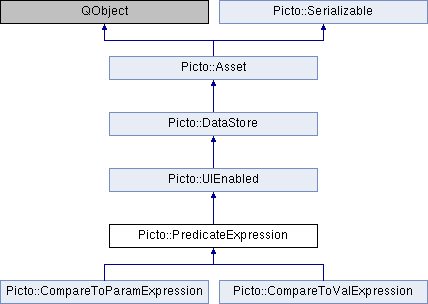 QObject
Picto::Serializable
Picto::Asset
Picto::DataStore
Picto::UIEnabled
Picto::PredicateExpression
Picto::CompareToParamExpression
Picto::CompareToValExpression